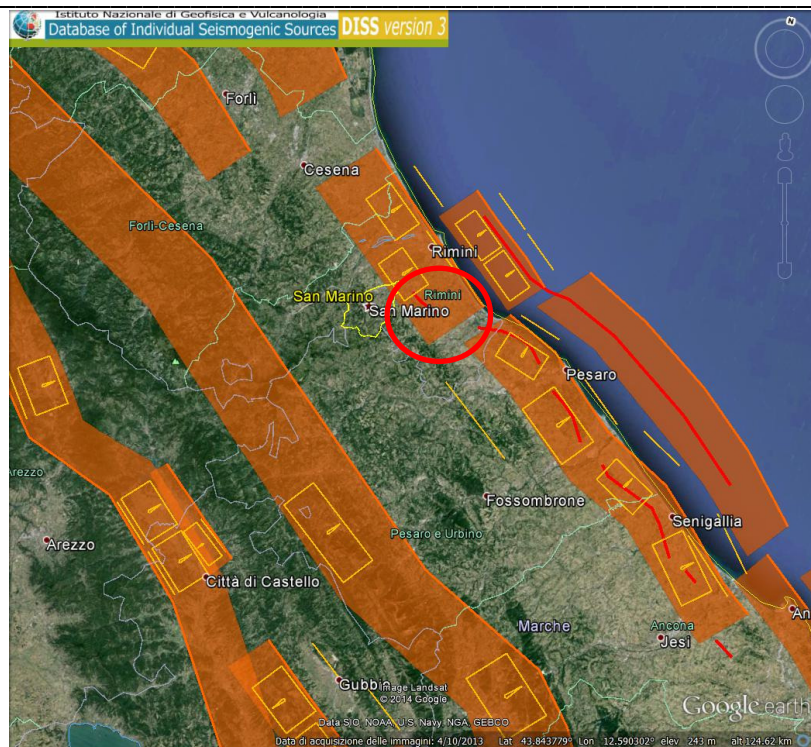 Istituto Nazionale di Geofisica e Vulcanologia
Database of Individual Seismogenic Sources DISS version 3
N
Forlì
Cesena
Forlì-Cesena
Rimini
San Marino
Rimini
San Marino
Pesaro
Arezzo
Fossombrone
Senigállia
Arezzo
Pesaro e Urbino
Città di Castello
Marche
Ancona
An
Jesi
Gubbio
Image Landsat
© 2014 Google
Google earth
Data SIO, NOAA, U.S. Navy, NGA, GEBCO
Data di acquisizione delle immagini: 4/10/2013 Lat 43.843779° Lon 12.590302° elev 243 m alt 124.62 km